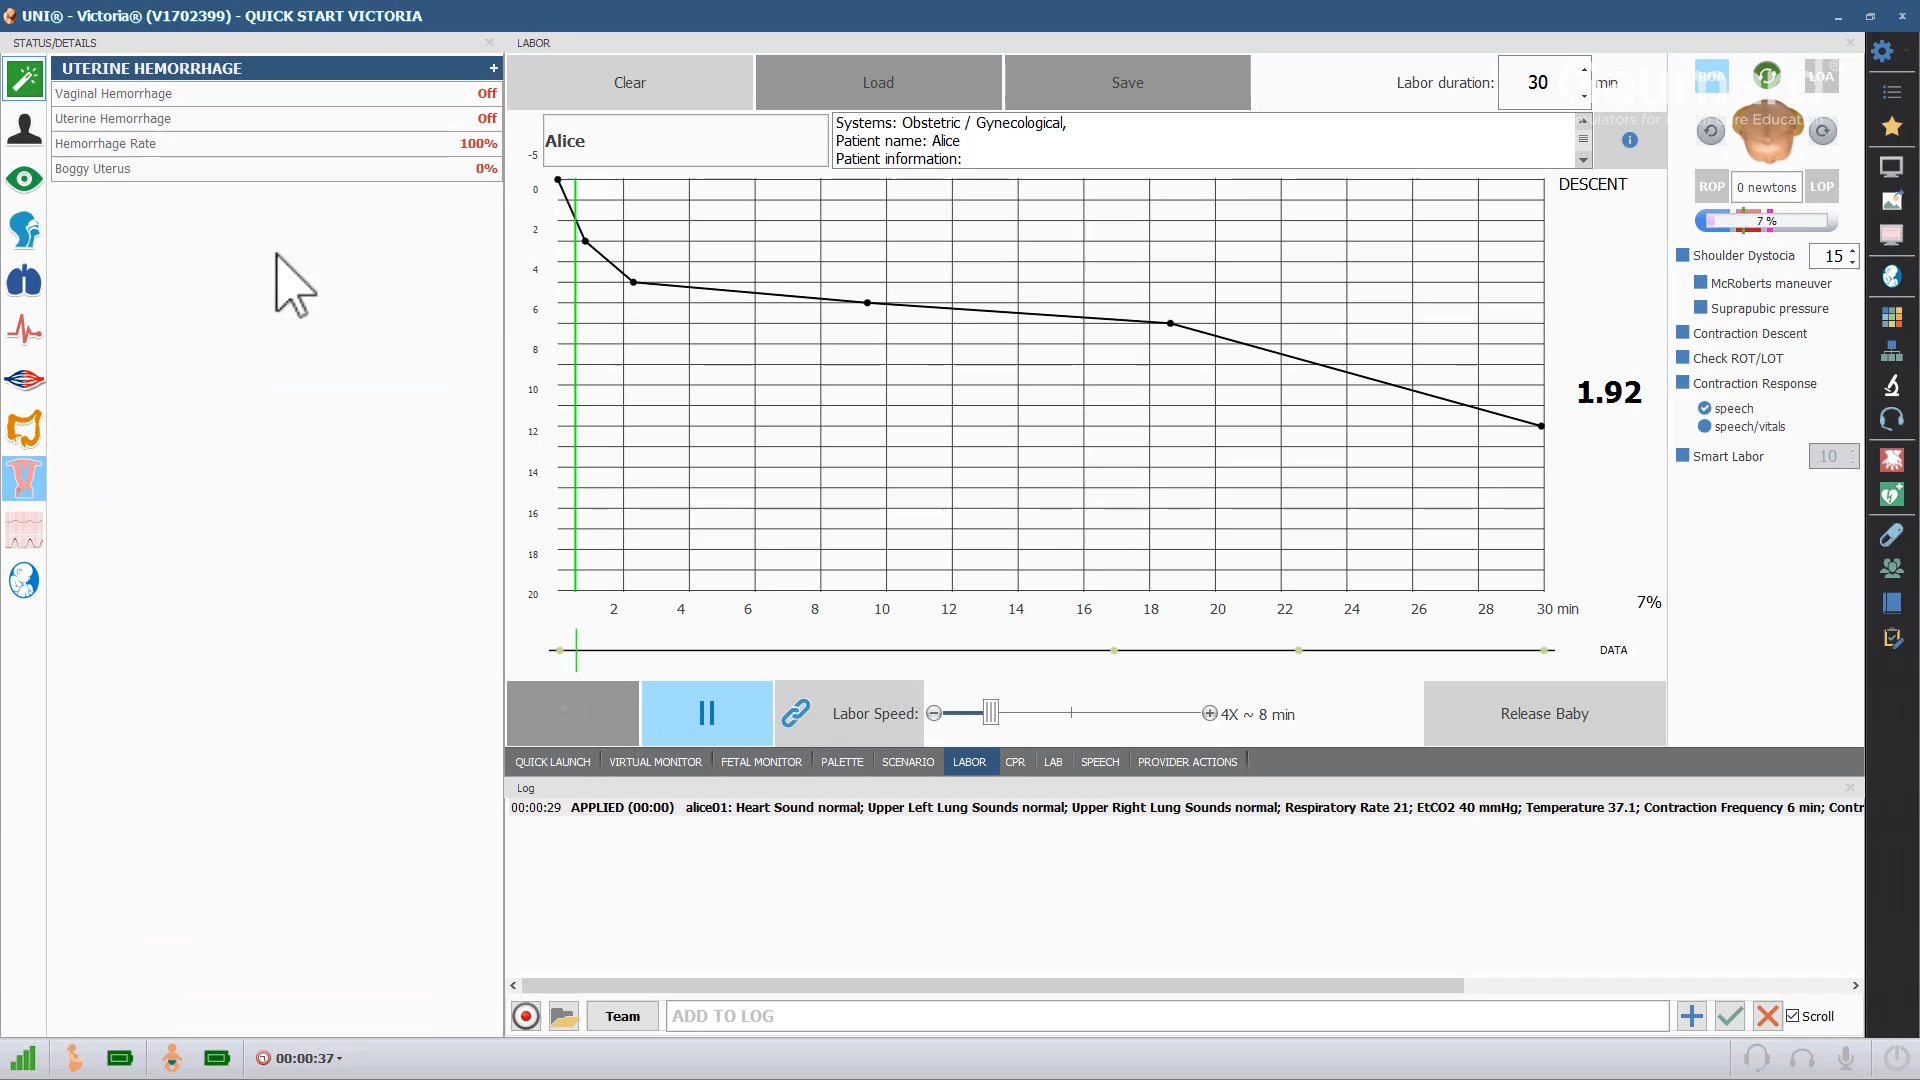 UNI® - Victoria® (V1702399) - QUICK START VICTORIA
STATUS/DETAILS
LABOR
UTERINE HEMORRHAGE +
Vaginal Hemorrhage Off
Uterine Hemorrhage Off
Hemorrhage Rate 100%
Boggy Uterus 0%
Clear
Load
Save
Labor duration: 30 min
Alice
Systems: Obstetric / Gynecological,
Patient name: Alice
Patient information:
-5
0
2
4
6
8
10
12
14
16
18
20
DESCENT
1.92
7%
2 4 6 8 10 12 14 16 18 20 22 24 26 28 30 min
DATA
Labor Speed: 4X ~ 8 min
Release Baby
ROA
LOA
Gaumard®
Simulators for Health Care Education
ROP
0 newtons
LOP
7 %
Shoulder Dystocia 15
McRoberts maneuver
Suprapubic pressure
Contraction Descent
Check ROT/LOT
Contraction Response
speech
speech/vitals
Smart Labor 10
QUICK LAUNCH VIRTUAL MONITOR FETAL MONITOR PALETTE SCENARIO LABOR CPR LAB SPEECH PROVIDER ACTIONS
Log
00:00:29 APPLIED (00:00) alice01: Heart Sound normal; Upper Left Lung Sounds normal; Upper Right Lung Sounds normal; Respiratory Rate 21; EtCO2 40 mmHg; Temperature 37.1; Contraction Frequency 6 min; Contr
Team
ADD TO LOG
Scroll
00:00:37